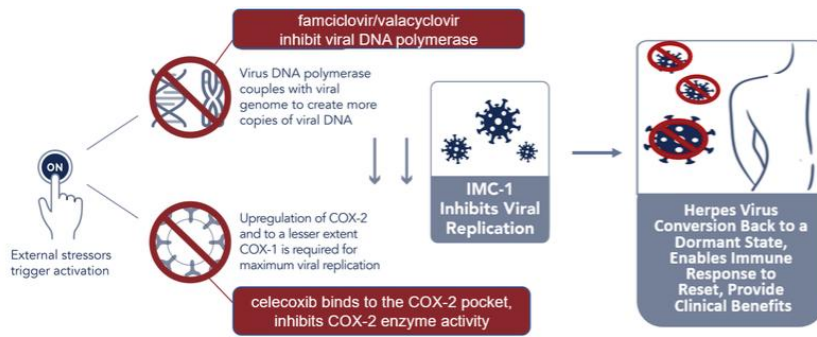 famciclovir/valacyclovir
inhibit viral DNA polymerase
Virus DNA polymerase
couples with viral
genome to create more
copies of viral DNA
ON
External stressors
trigger activation
Upregulation of COX-2
and to a lesser extent
COX-1 is required for
maximum viral replication
celecoxib binds to the COX-2 pocket,
inhibits COX-2 enzyme activity
IMC-1
Inhibits Viral
Replication
Herpes Virus
Conversion Back to a
Dormant State,
Enables Immune
Response to
Reset, Provide
Clinical Benefits